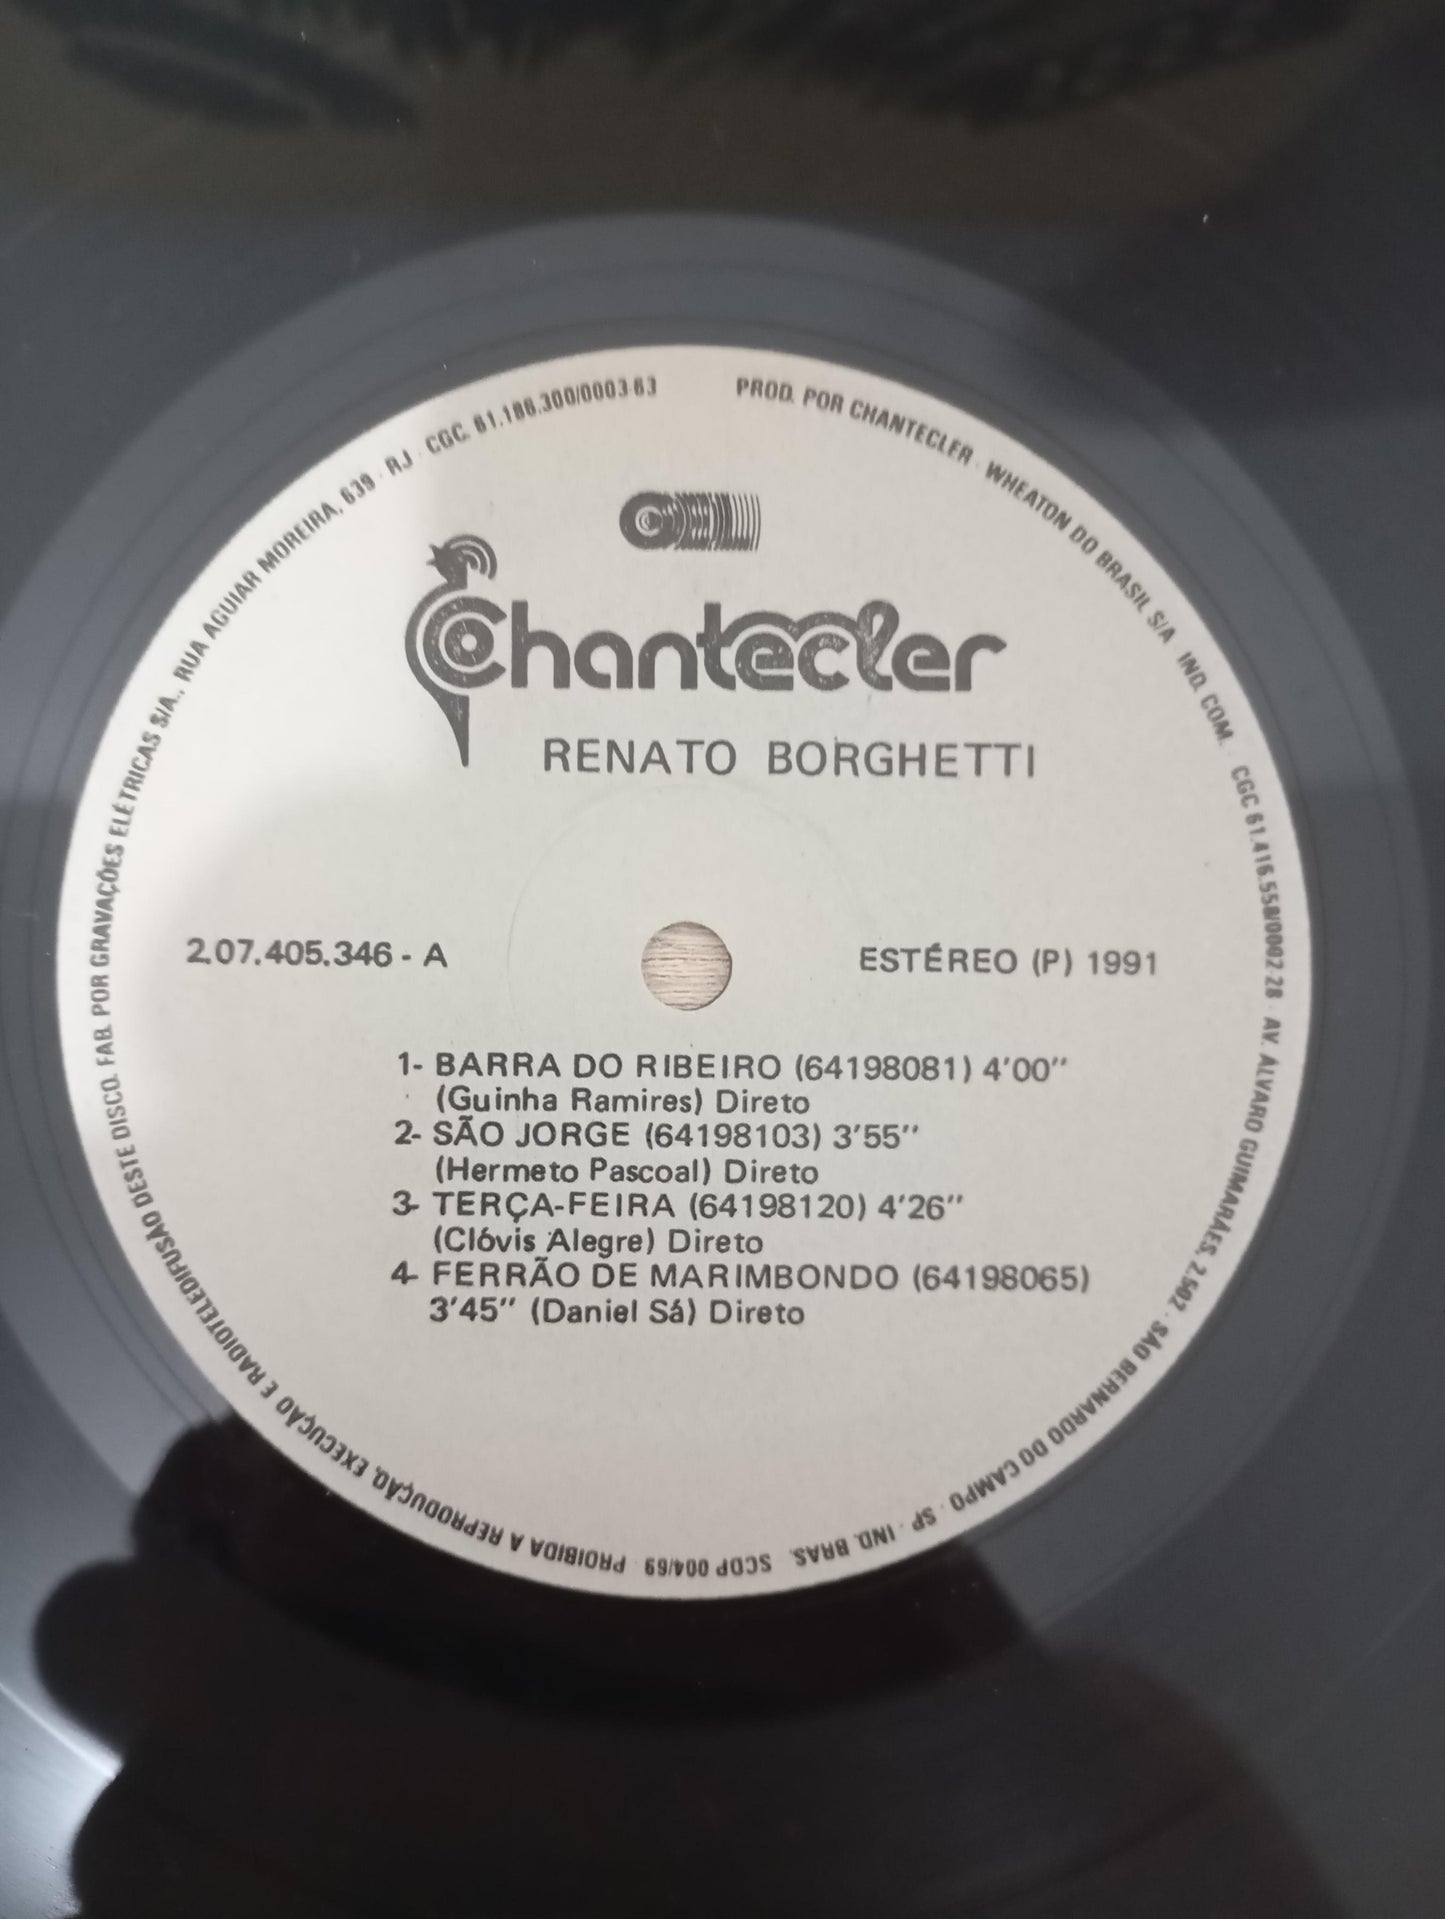 Chantecler
RENATO BORGHETTI
2.07.405.346 - A
ESTÉREO (P) 1991
1- BARRA DO RIBEIRO (64198081) 4'00"
(Guinha Ramires) Direto
2- SÃO JORGE (64198103) 3'55"
(Hermeto Pascoal) Direto
3- TERÇA-FEIRA (64198120) 4'26"
(Clóvis Alegre) Direto
4- FERRÃO DE MARIMBONDO (64198065)
3'45" (Daniel Sá) Direto
PROD. POR CHANTECLER · WHEATON DO BRASIL S/A IND. COM. · CGC 61.416.558/0002 28 · AV. ÁLVARO GUIMARÃES, 2.502 · SÃO BERNARDO DO CAMPO · SP · IND. BRAS. SCDP 004/69 · PROIBIDA A REPRODUÇÃO, EXECUÇÃO E RADIOTELEDIFUSÃO DESTE DISCO. FAB. POR GRAVAÇÕES ELÉTRICAS S/A., RUA AGUIAR MOREIRA, 639 · RJ · CGC. 61.186.300/0003 63